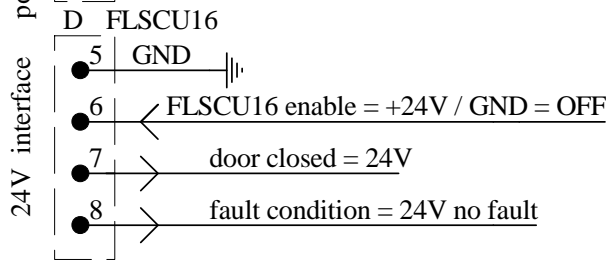 D FLSCU16
5 GND
6 FLSCU16 enable = +24V / GND = OFF
7 door closed = 24V
8 fault condition = 24V no fault
24V interface